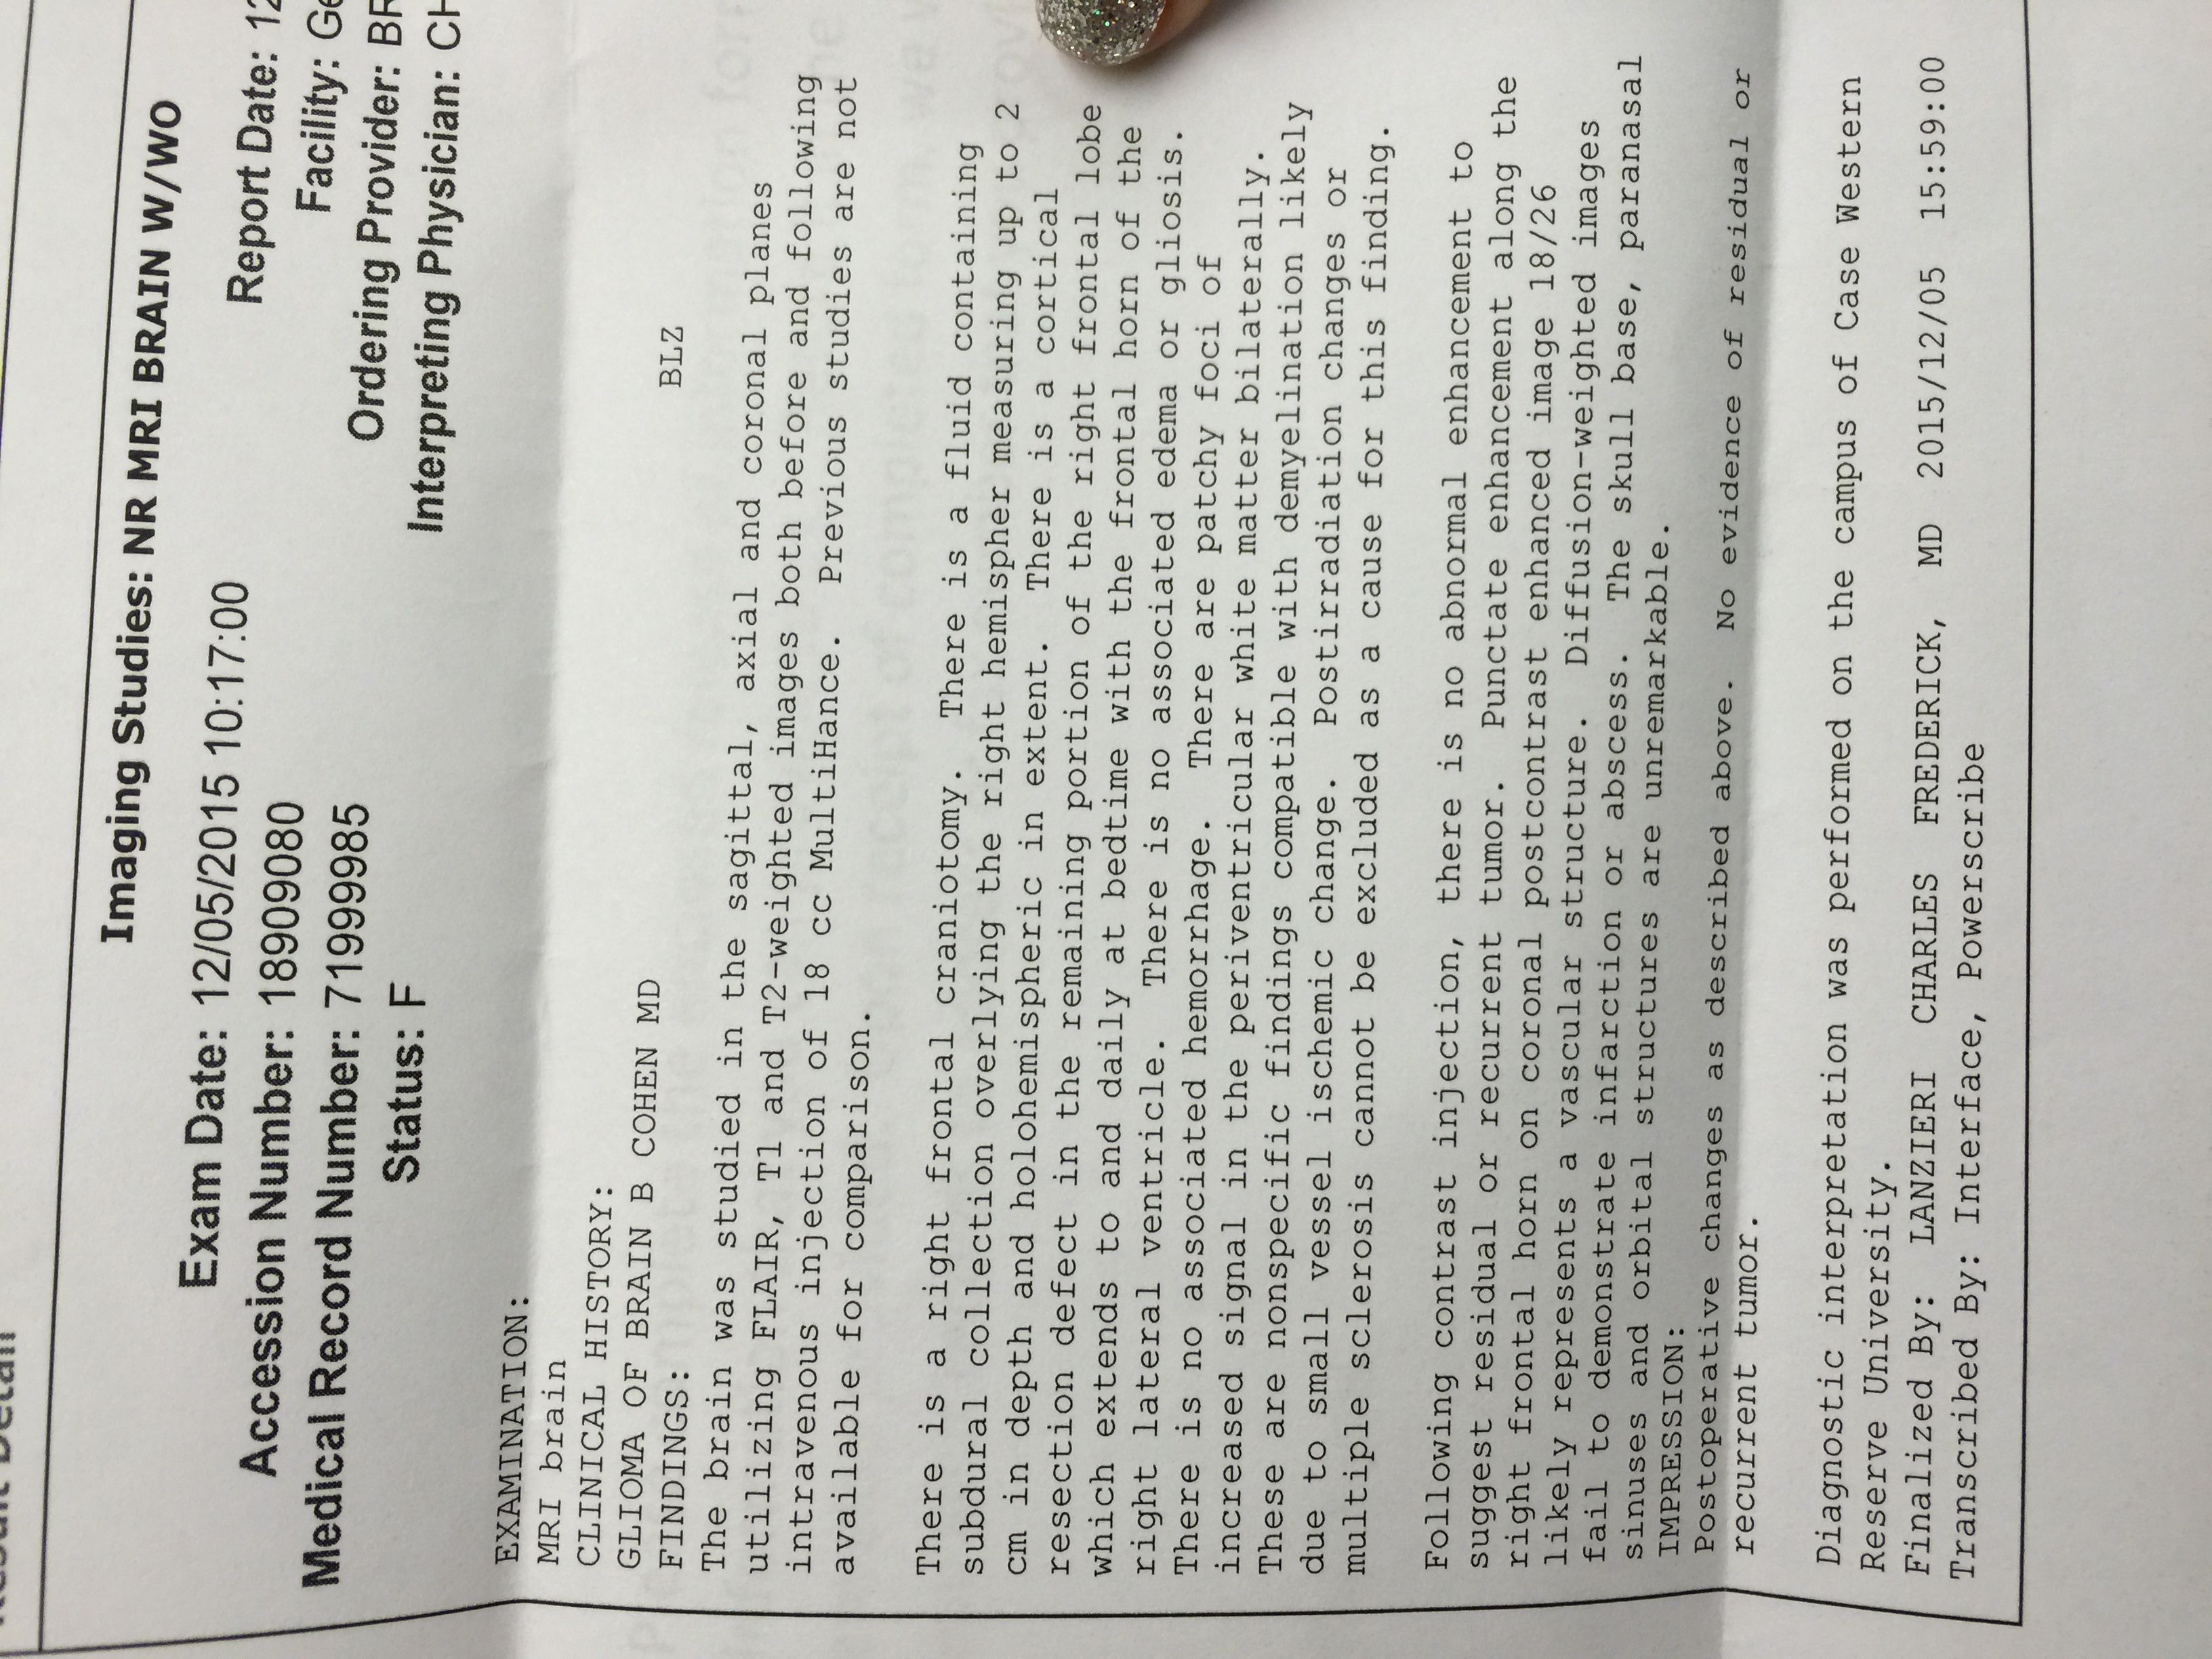 Result Detail
Imaging Studies: NR MRI BRAIN W/WO
Exam Date: 12/05/2015 10:17:00
Accession Number: 18909080
Medical Record Number: 71999985
Status: F
Report Date: 12
Facility: Ge
Ordering Provider: BR
Interpreting Physician: CH
EXAMINATION:
MRI brain
CLINICAL HISTORY:
GLIOMA OF BRAIN B COHEN MD
BLZ
FINDINGS:
The brain was studied in the sagittal, axial and coronal planes
utilizing FLAIR, T1 and T2-weighted images both before and following
intravenous injection of 18 cc MultiHance. Previous studies are not
available for comparison.
There is a right frontal craniotomy. There is a fluid containing
subdural collection overlying the right hemispher measuring up to 2
cm in depth and holohemispheric in extent. There is a cortical
resection defect in the remaining portion of the right frontal lobe
which extends to and daily at bedtime with the frontal horn of the
right lateral ventricle. There is no associated edema or gliosis.
There is no associated hemorrhage. There are patchy foci of
increased signal in the periventricular white matter bilaterally.
These are nonspecific findings compatible with demyelination likely
due to small vessel ischemic change. Postirradiation changes or
multiple sclerosis cannot be excluded as a cause for this finding.
Following contrast injection, there is no abnormal enhancement to
suggest residual or recurrent tumor. Punctate enhancement along the
right frontal horn on coronal postcontrast enhanced image 18/26
likely represents a vascular structure. Diffusion-weighted images
fail to demonstrate infarction or abscess. The skull base, paranasal
sinuses and orbital structures are unremarkable.
IMPRESSION:
Postoperative changes as described above. No evidence of residual or
recurrent tumor.
Diagnostic interpretation was performed on the campus of Case Western
Reserve University.
Finalized By: LANZIERI CHARLES FREDERICK, MD 2015/12/05 15:59:00
Transcribed By: Interface, Powerscribe